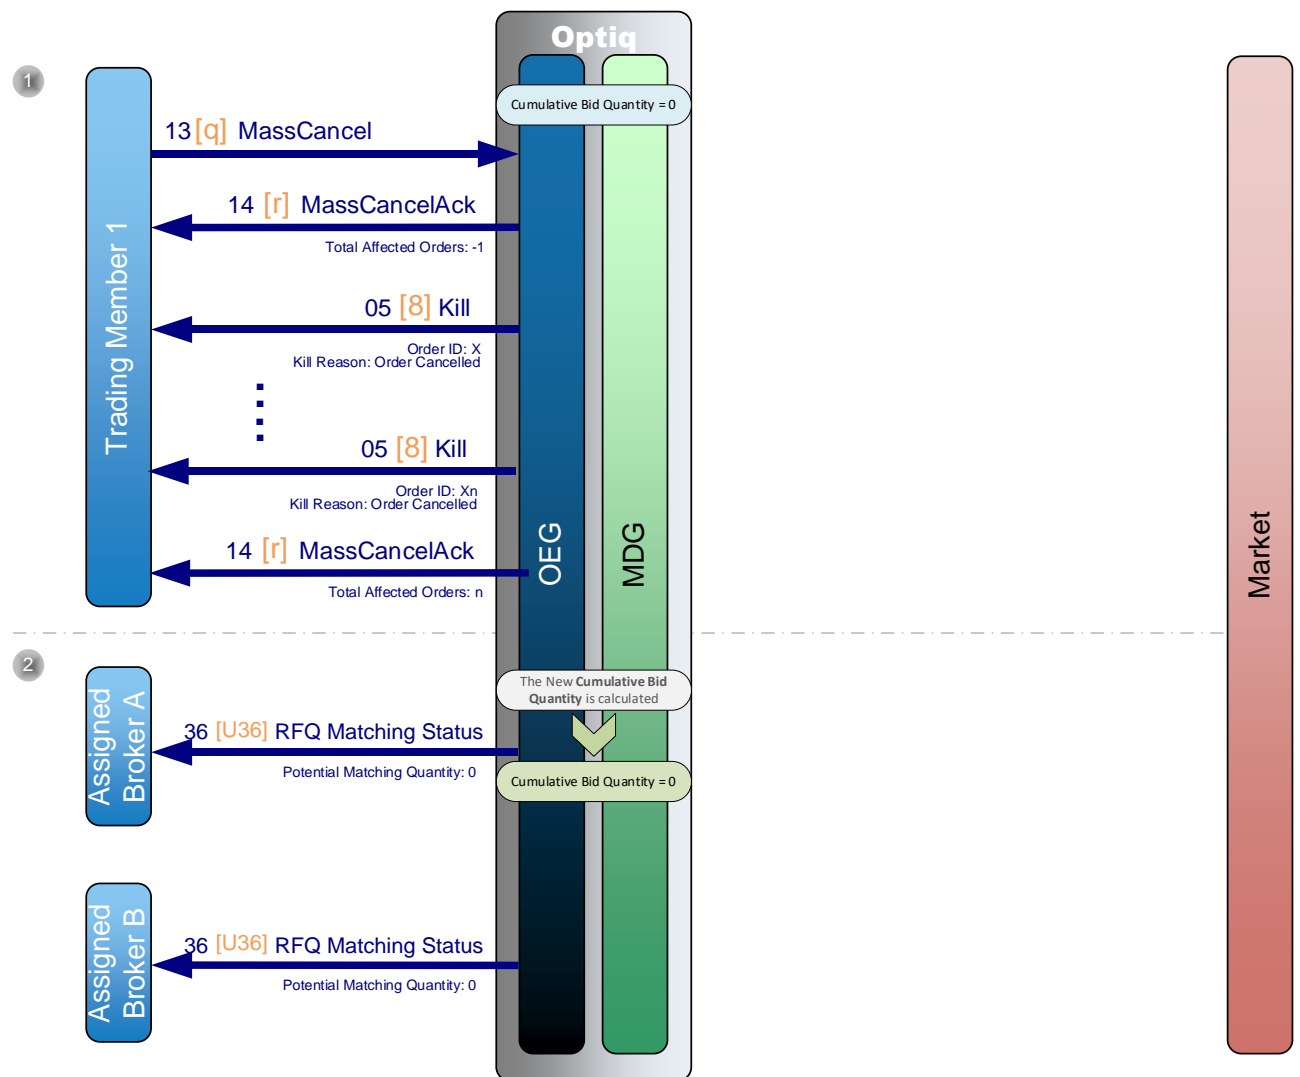 Optiq
1
Cumulative Bid Quantity = 0
13 [q] MassCancel
14 [r] MassCancelAck
Total Affected Orders: -1
05 [8] Kill
Order ID: X
Kill Reason: Order Cancelled
05 [8] Kill
Order ID: Xn
Kill Reason: Order Cancelled
14 [r] MassCancelAck
Total Affected Orders: n
Trading Member 1
OEG
MDG
Market
2
The New Cumulative Bid
Quantity is calculated
Assigned
Broker A
36 [U36] RFQ Matching Status
Potential Matching Quantity: 0
Cumulative Bid Quantity = 0
Assigned
Broker B
36 [U36] RFQ Matching Status
Potential Matching Quantity: 0